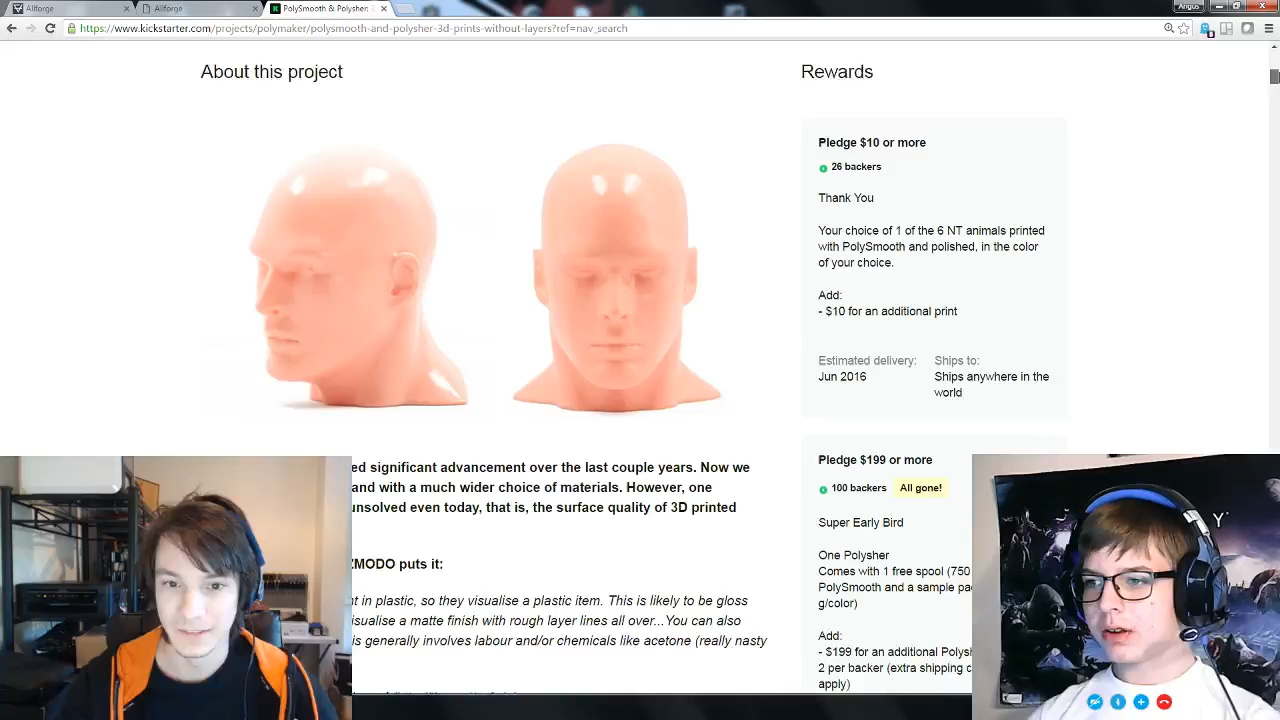 Allforge
Allforge
PolySmooth & Polysher
Angus
https://www.kickstarter.com/projects/polymaker/polysmooth-and-polysher-3d-prints-without-layers?ref=nav_search
About this project
ed significant advancement over the last couple years. Now we
and with a much wider choice of materials. However, one
unsolved even today, that is, the surface quality of 3D printed
ZMODO puts it:
nt in plastic, so they visualise a plastic item. This is likely to be gloss
isualise a matte finish with rough layer lines all over...You can also
is generally involves labour and/or chemicals like acetone (really nasty
Rewards
Pledge $10 or more
26 backers
Thank You
Your choice of 1 of the 6 NT animals printed
with PolySmooth and polished, in the color
of your choice.
Add:
- $10 for an additional print
Estimated delivery: Ships to:
Jun 2016 Ships anywhere in the
world
Pledge $199 or more
100 backers All gone!
Super Early Bird
One Polysher
Comes with 1 free spool (750
PolySmooth and a sample pa
g/color)
Add:
- $199 for an additional Polysh
2 per backer (extra shipping c
apply)